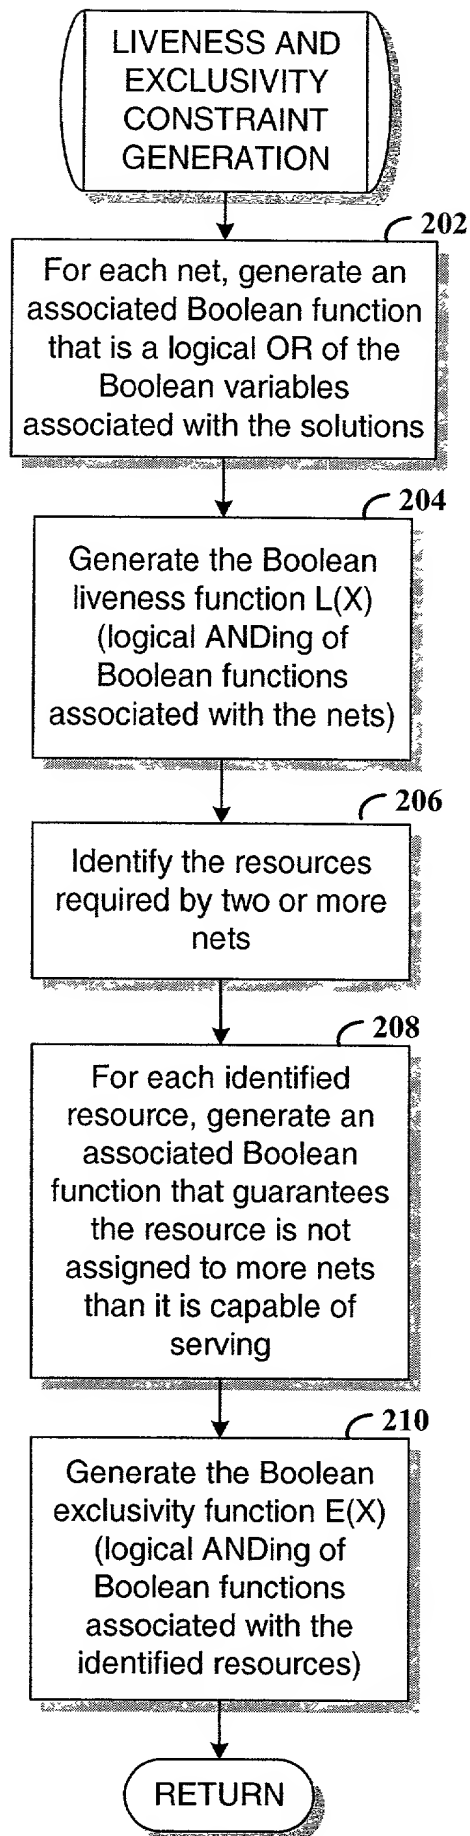 LIVENESS AND
EXCLUSIVITY
CONSTRAINT
GENERATION
202
For each net, generate an
associated Boolean function
that is a logical OR of the
Boolean variables
associated with the solutions
204
Generate the Boolean
liveness function L(X)
(logical ANDing of
Boolean functions
associated with the nets)
206
Identify the resources
required by two or more
nets
208
For each identified
resource, generate an
associated Boolean
function that guarantees
the resource is not
assigned to more nets
than it is capable of
serving
210
Generate the Boolean
exclusivity function E(X)
(logical ANDing of
Boolean functions
associated with the
identified resources)
RETURN